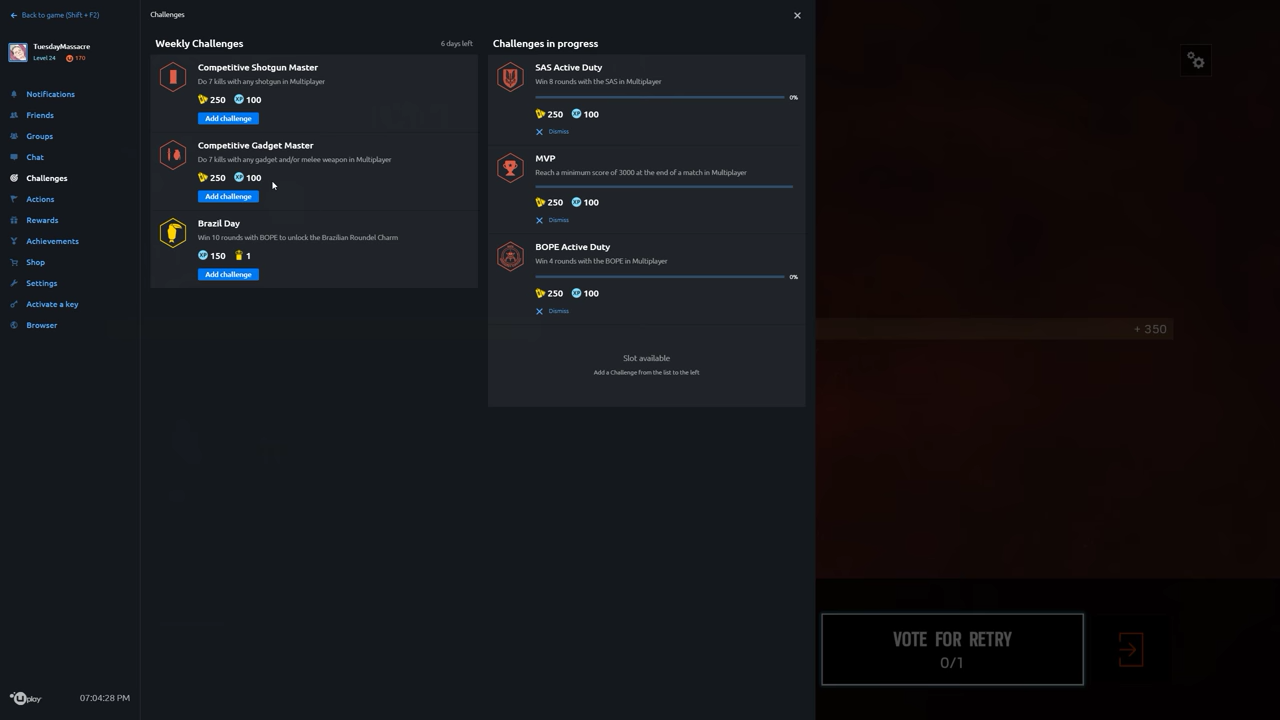 Back to game (Shift + F2)
TuesdayMassacre
Level 24 170
Notifications
Friends
Groups
Chat
Challenges
Actions
Rewards
Achievements
Shop
Settings
Activate a key
Browser
uplay 07:04:28 PM
Challenges
Weekly Challenges 6 days left
Competitive Shotgun Master
Do 7 kills with any shotgun in Multiplayer
250 XP 100
Add challenge
Competitive Gadget Master
Do 7 kills with any gadget and/or melee weapon in Multiplayer
250 XP 100
Add challenge
Brazil Day
Win 10 rounds with BOPE to unlock the Brazilian Roundel Charm
XP 150 1
Add challenge
Challenges in progress
SAS Active Duty
Win 8 rounds with the SAS in Multiplayer
0%
250 XP 100
Dismiss
MVP
Reach a minimum score of 3000 at the end of a match in Multiplayer
250 XP 100
Dismiss
BOPE Active Duty
Win 4 rounds with the BOPE in Multiplayer
0%
250 XP 100
Dismiss
Slot available
Add a Challenge from the list to the left
+ 350
VOTE FOR RETRY
0/1